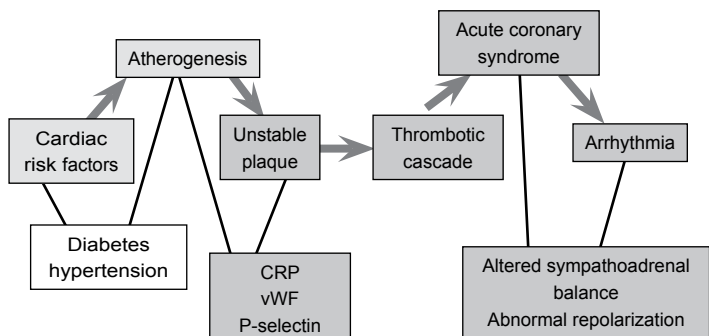 Acute coronary
syndrome
Atherogenesis
Cardiac
risk factors
Unstable
plaque
Thrombotic
cascade
Arrhythmia
Diabetes
hypertension
CRP
vWF
P-selectin
Altered sympathoadrenal
balance
Abnormal repolarization